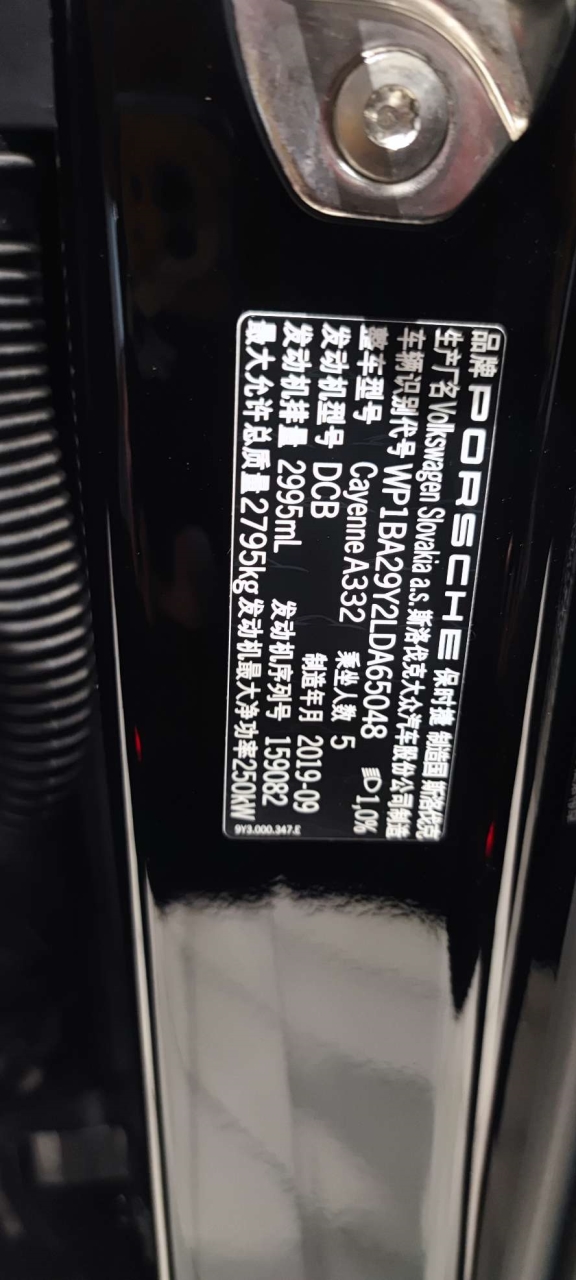 品牌 PORSCHE 保时捷 制造国 斯洛伐克
生产厂名 Volkswagen Slovakia a.s. 斯洛伐克大众汽车股份公司制造
车辆识别代号 WP1BA29Y2LDA65048 1,0%
整车型号 Cayenne A332 乘坐人数 5
发动机型号 DCB 制造年月 2019-09
发动机排量 2995mL 发动机序列号 159082
最大允许总质量 2795kg 发动机最大净功率 250kW
9Y3.000.347.E